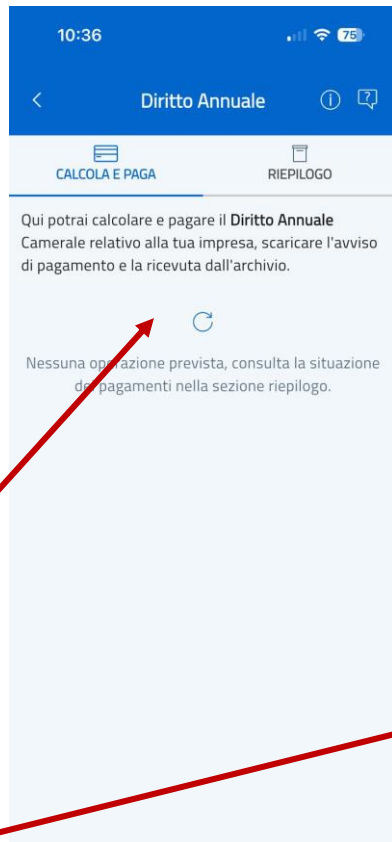 10:36
75
Diritto Annuale
CALCOLA E PAGA
RIEPILOGO
Qui potrai calcolare e pagare il Diritto Annuale
Camerale relativo alla tua impresa, scaricare l'avviso
di pagamento e la ricevuta dall'archivio.
Nessuna operazione prevista, consulta la situazione
dei pagamenti nella sezione riepilogo.